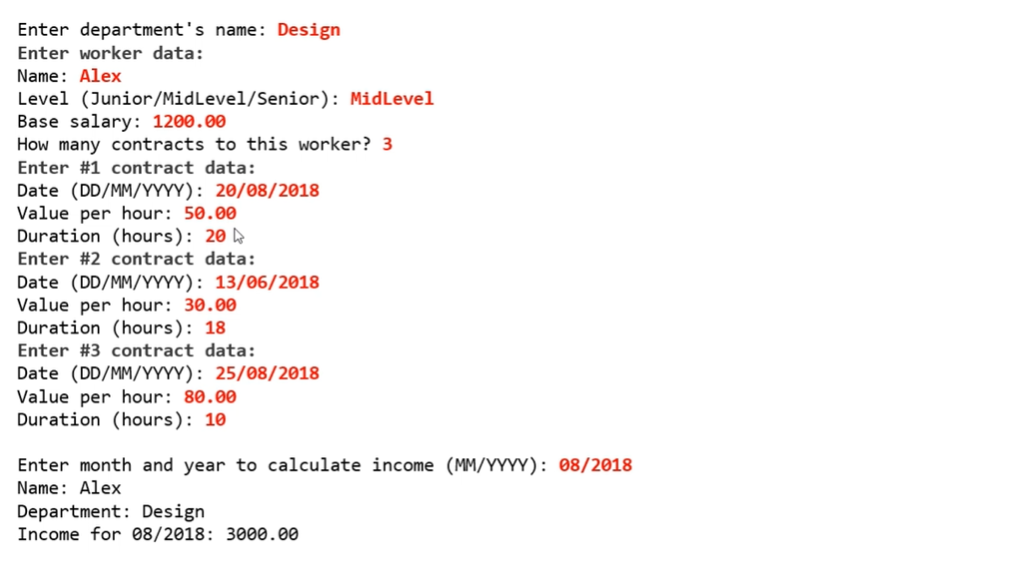 Enter department's name: Design
Enter worker data:
Name: Alex
Level (Junior/MidLevel/Senior): MidLevel
Base salary: 1200.00
How many contracts to this worker? 3
Enter #1 contract data:
Date (DD/MM/YYYY): 20/08/2018
Value per hour: 50.00
Duration (hours): 20
Enter #2 contract data:
Date (DD/MM/YYYY): 13/06/2018
Value per hour: 30.00
Duration (hours): 18
Enter #3 contract data:
Date (DD/MM/YYYY): 25/08/2018
Value per hour: 80.00
Duration (hours): 10
Enter month and year to calculate income (MM/YYYY): 08/2018
Name: Alex
Department: Design
Income for 08/2018: 3000.00